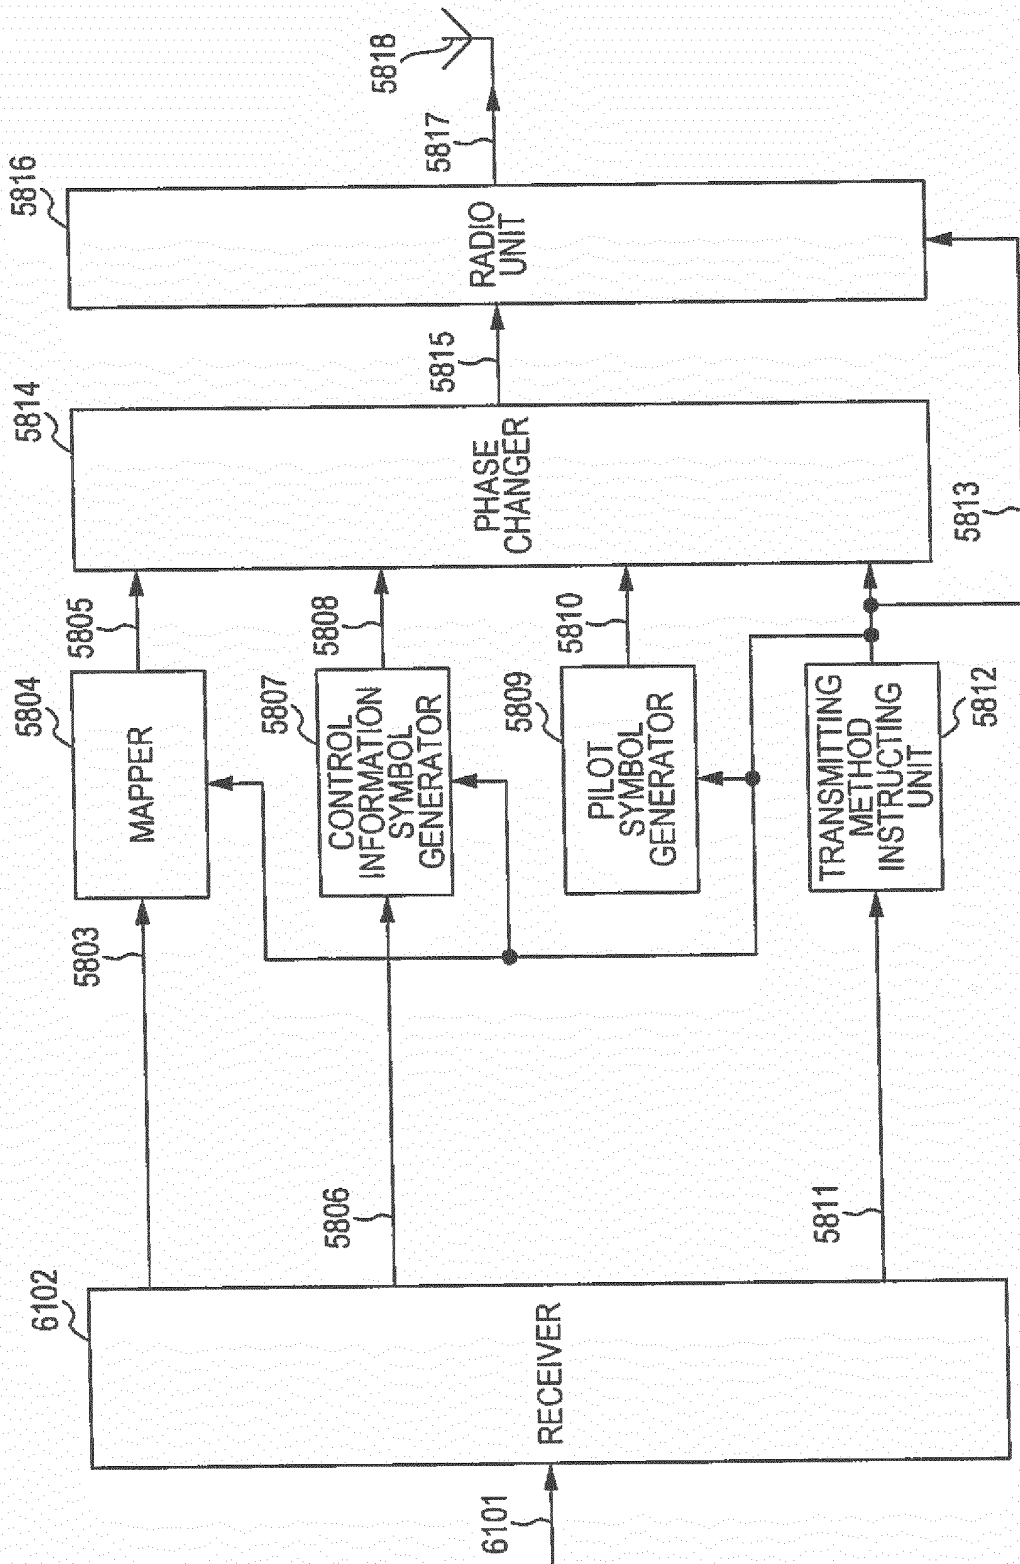 6101
6102
RECEIVER
5803
5806
5811
5804
MAPPER
5807
CONTROL
INFORMATION
SYMBOL
GENERATOR
5809
PILOT
SYMBOL
GENERATOR
TRANSMITTING
METHOD
INSTRUCTING
UNIT
5812
5805
5808
5810
5813
5814
PHASE
CHANGER
5815
5816
RADIO
UNIT
5817
5818